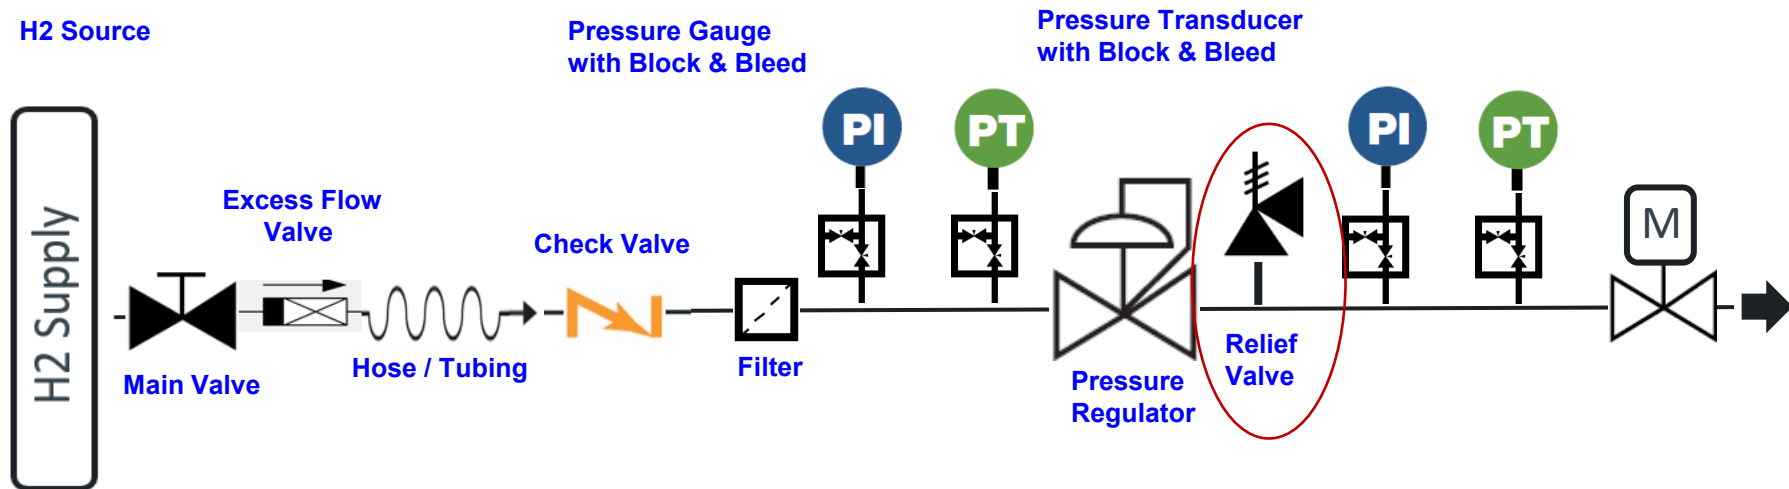 H2 Source
Pressure Gauge
with Block & Bleed
Pressure Transducer
with Block & Bleed
PI
PT
PI
PT
H2 Supply
Excess Flow
Valve
Check Valve
M
Main Valve
Hose / Tubing
Filter
Pressure
Regulator
Relief
Valve